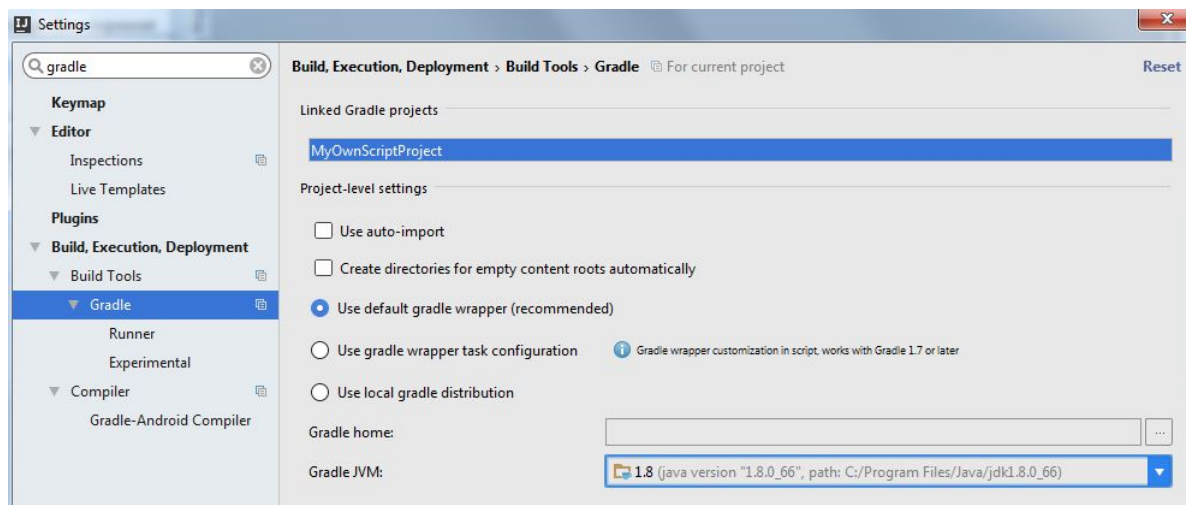 Settings
gradle
Keymap
Editor
Inspections
Live Templates
Plugins
Build, Execution, Deployment
Build Tools
Gradle
Runner
Experimental
Compiler
Gradle-Android Compiler
Build, Execution, Deployment › Build Tools › Gradle For current project Reset
Linked Gradle projects
MyOwnScriptProject
Project-level settings
Use auto-import
Create directories for empty content roots automatically
Use default gradle wrapper (recommended)
Use gradle wrapper task configuration Gradle wrapper customization in script, works with Gradle 1.7 or later
Use local gradle distribution
Gradle home: ...
Gradle JVM: 1.8 (java version "1.8.0_66", path: C:/Program Files/Java/jdk1.8.0_66)